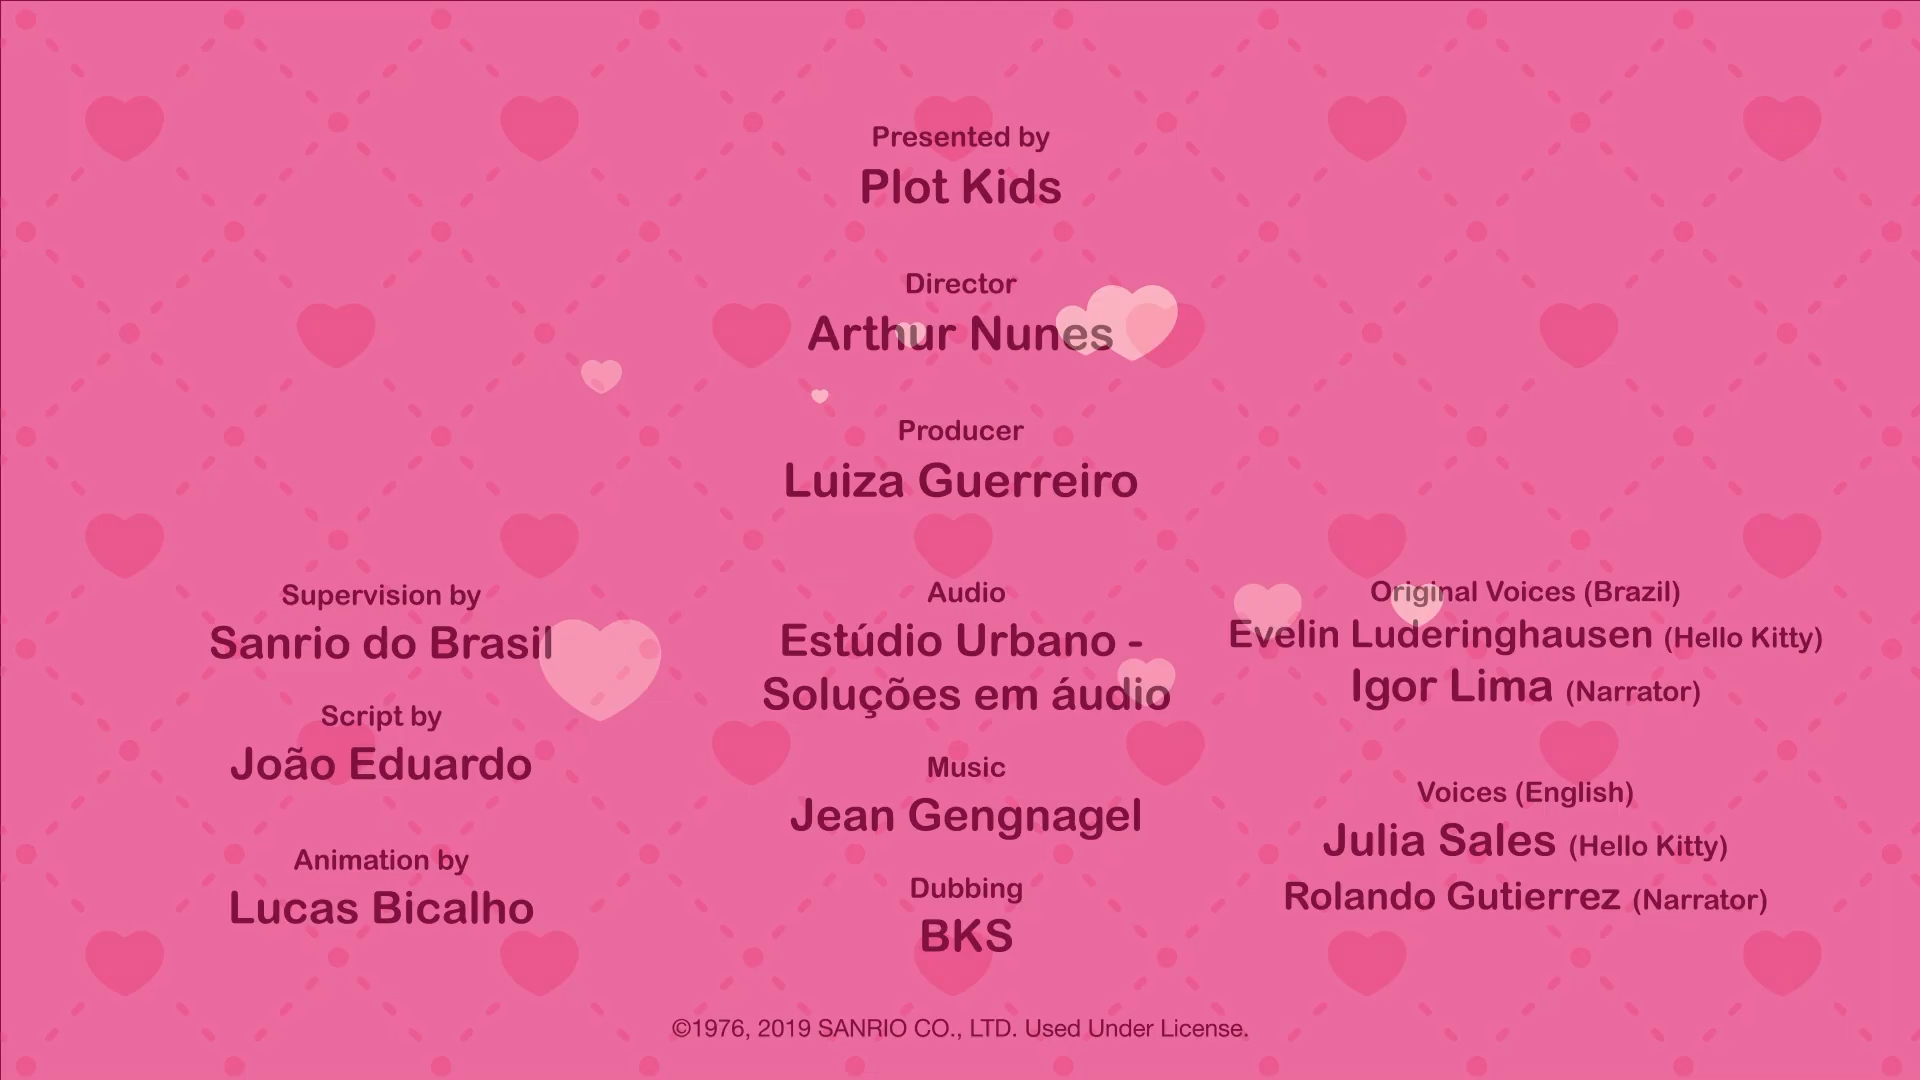 Presented by
Plot Kids
Director
Arthur Nunes
Producer
Luiza Guerreiro
Supervision by
Sanrio do Brasil
Script by
João Eduardo
Animation by
Lucas Bicalho
Audio
Estúdio Urbano -
Soluções em áudio
Music
Jean Gengnagel
Dubbing
BKS
Original Voices (Brazil)
Evelin Luderinghausen (Hello Kitty)
Igor Lima (Narrator)
Voices (English)
Julia Sales (Hello Kitty)
Rolando Gutierrez (Narrator)
©1976, 2019 SANRIO CO., LTD. Used Under License.